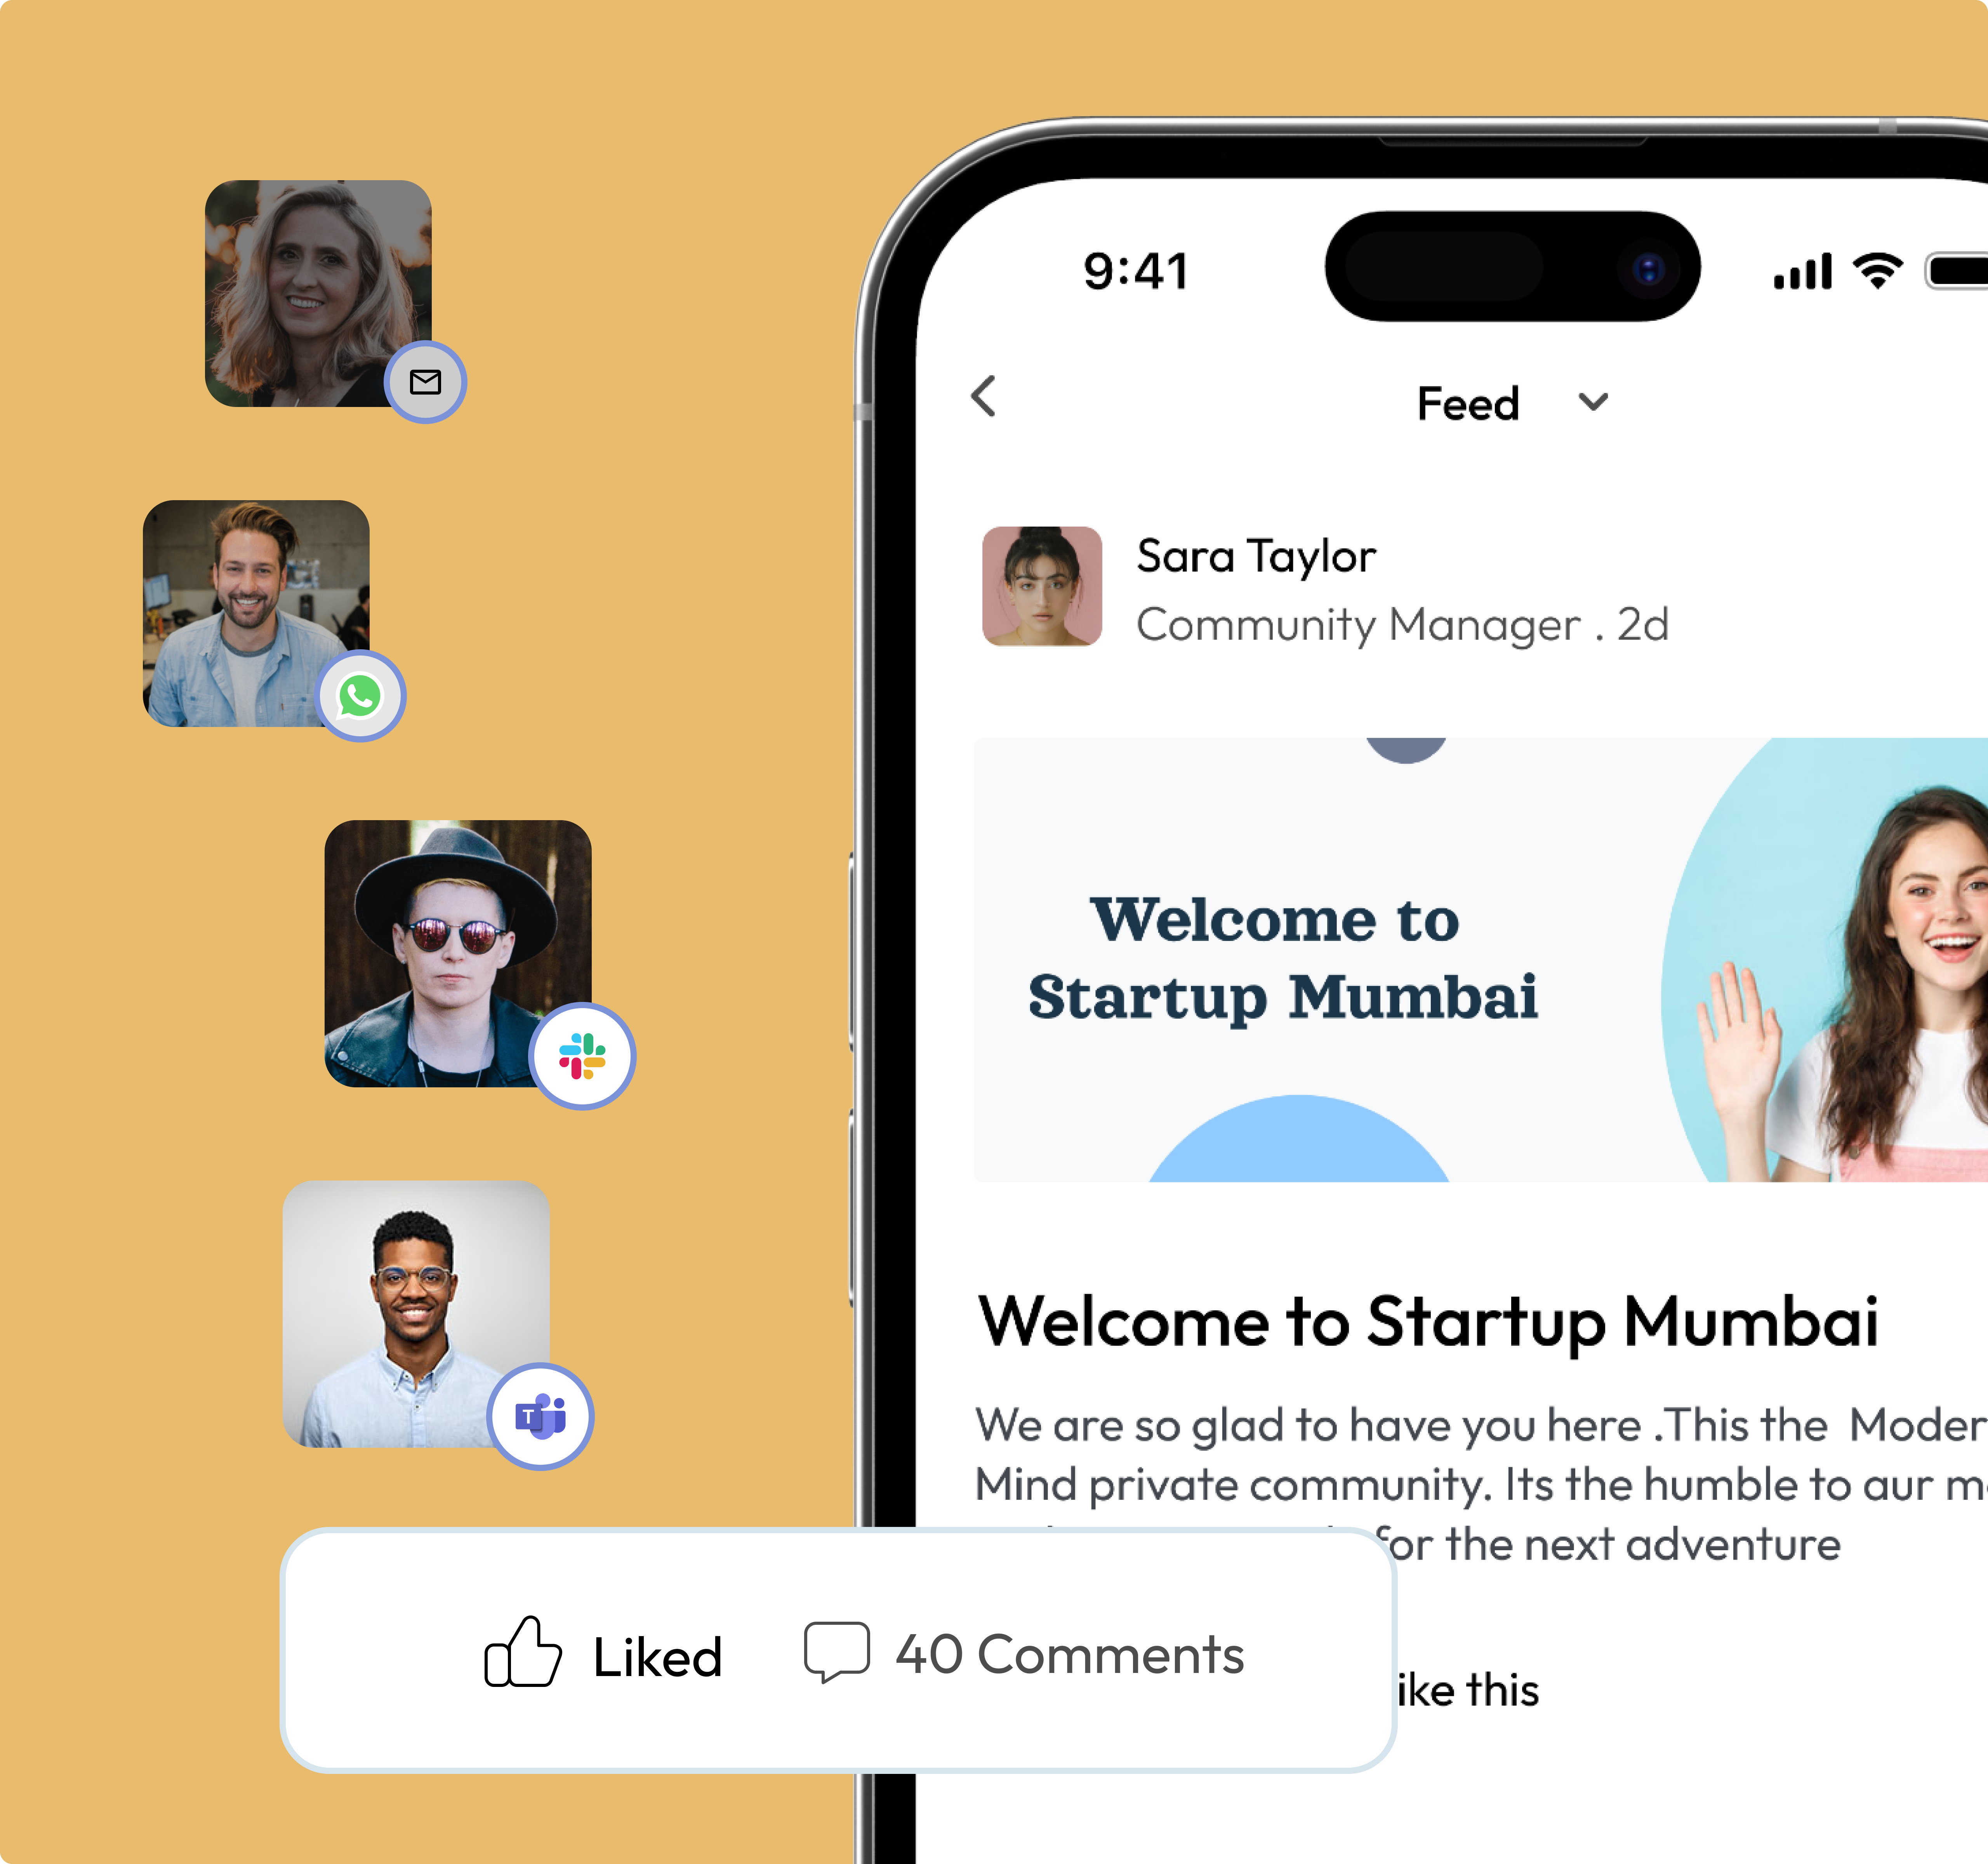 9:41
Feed
Sara Taylor
Community Manager . 2d
Welcome to
Startup Mumbai
Welcome to Startup Mumbai
We are so glad to have you here .This the Moder
Mind private community. Its the humble to aur m
for the next adventure
Liked
40 Comments
ike this
T